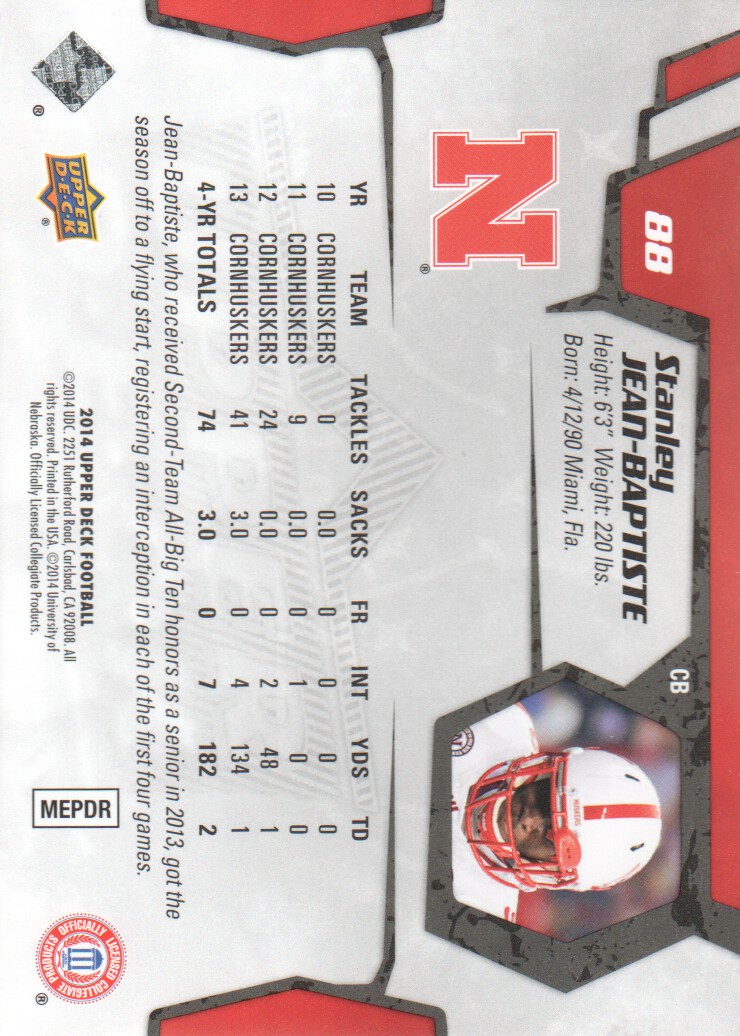 88
Stanley
JEAN-BAPTISTE
CB
Height: 6'3" Weight: 220 lbs.
Born: 4/12/90 Miami, Fla.
N®
HUSKERS
YR TEAM TACKLES SACKS FR INT YDS TD
10 CORNHUSKERS 0 0.0 0 0 0 0
11 CORNHUSKERS 9 0.0 0 1 0 0
12 CORNHUSKERS 24 0.0 0 2 48 1
13 CORNHUSKERS 41 3.0 0 4 134 1
4-YR TOTALS 74 3.0 0 7 182 2
Jean-Baptiste, who received Second-Team All-Big Ten honors as a senior in 2013, got the
season off to a flying start, registering an interception in each of the first four games.
®
UPPER
DECK®
2014 UPPER DECK FOOTBALL
©2014 UDC. 2251 Rutherford Road, Carlsbad, CA 92008. All
rights reserved. Printed in the USA. ©2014 University of
Nebraska. Officially Licensed Collegiate Products.
MEPDR
OFFICIALLY LICENSED
COLLEGIATE PRODUCTS
®